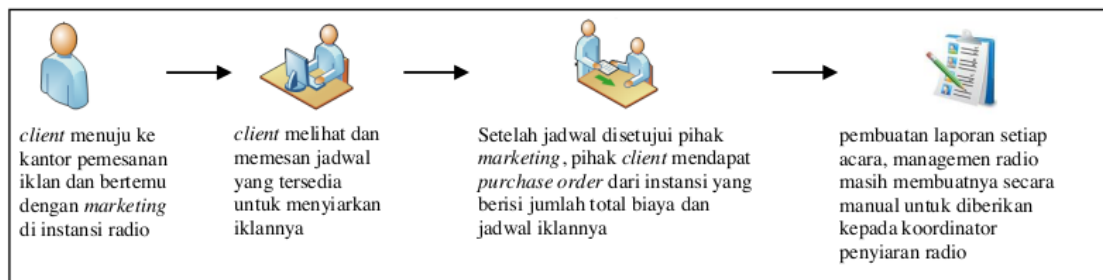 client menuju ke
kantor pemesanan
iklan dan bertemu
dengan marketing
di instansi radio
client melihat dan
memesan jadwal
yang tersedia
untuk menyiarkan
iklannya
Setelah jadwal disetujui pihak
marketing, pihak client mendapat
purchase order dari instansi yang
berisi jumlah total biaya dan
jadwal iklannya
pembuatan laporan setiap
acara, managemen radio
masih membuatnya secara
manual untuk diberikan
kepada koordinator
penyiaran radio